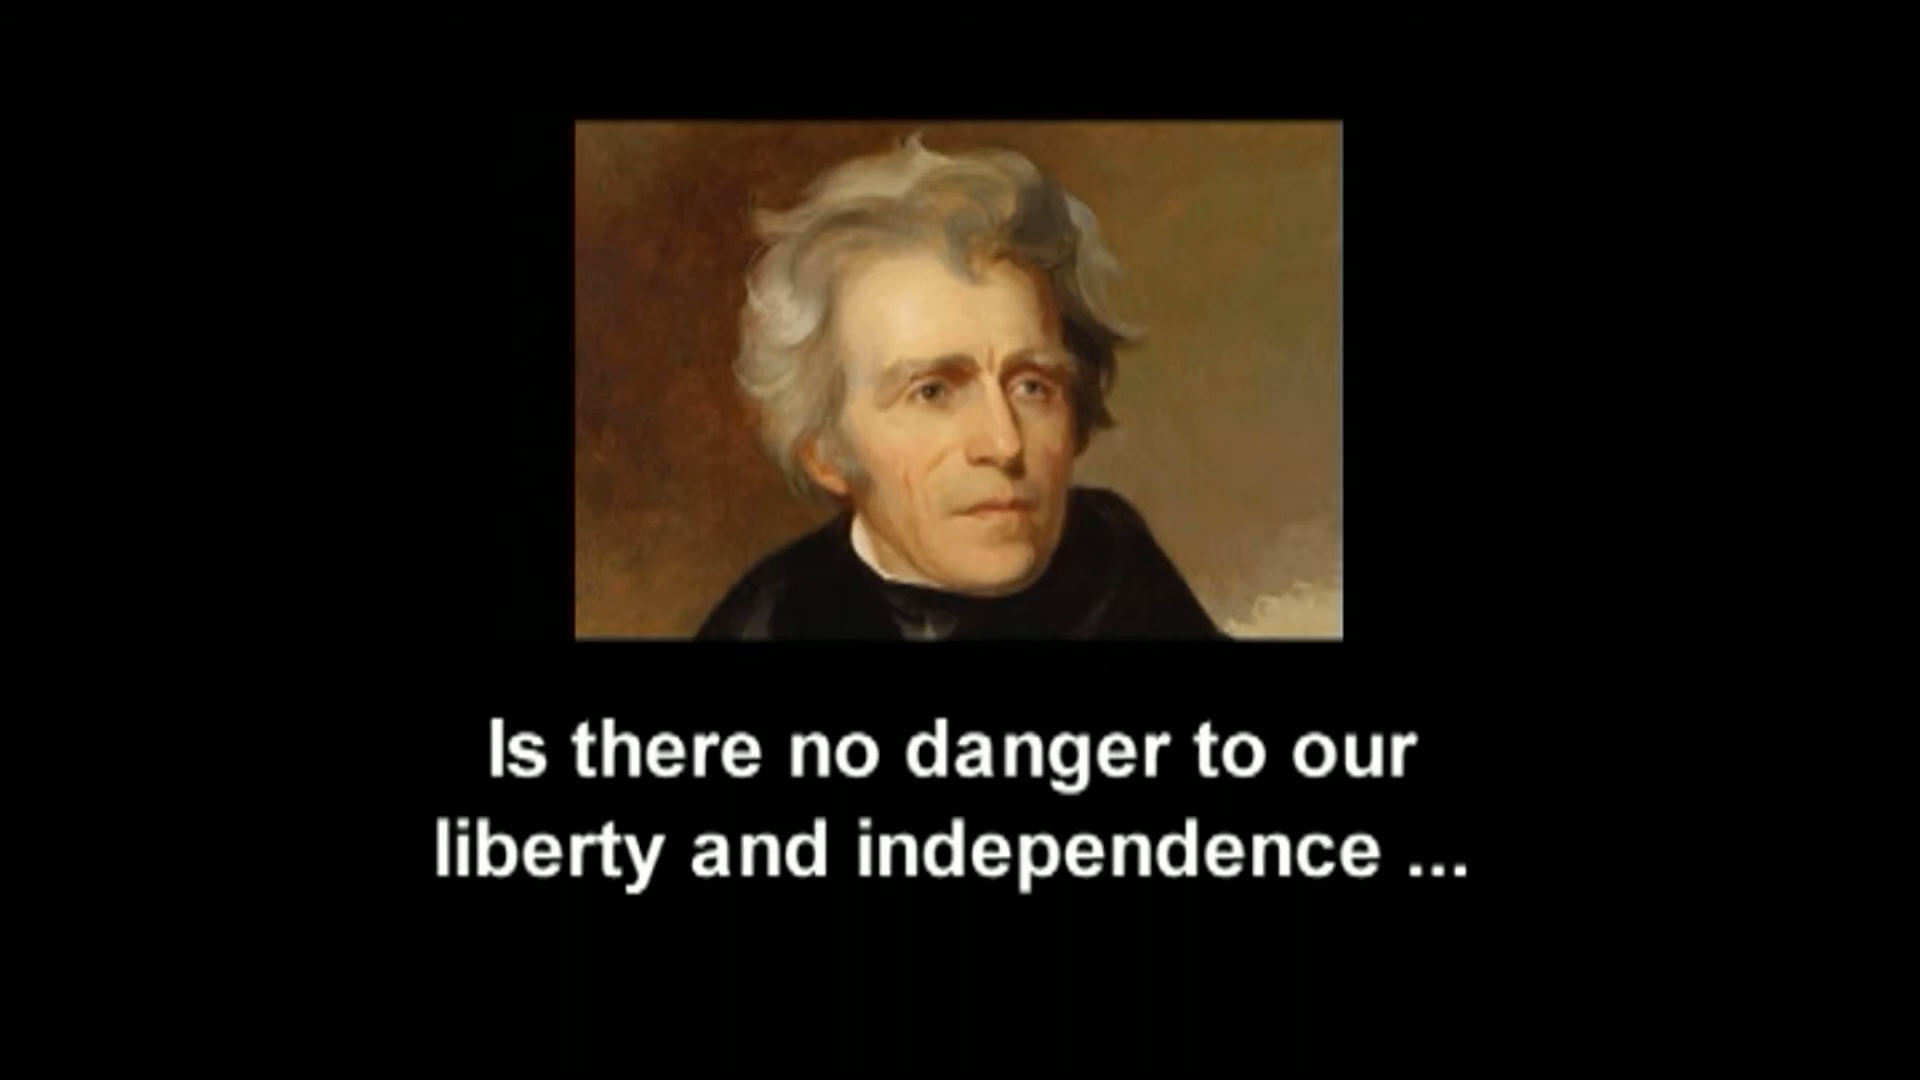 Is there no danger to our
liberty and independence ...